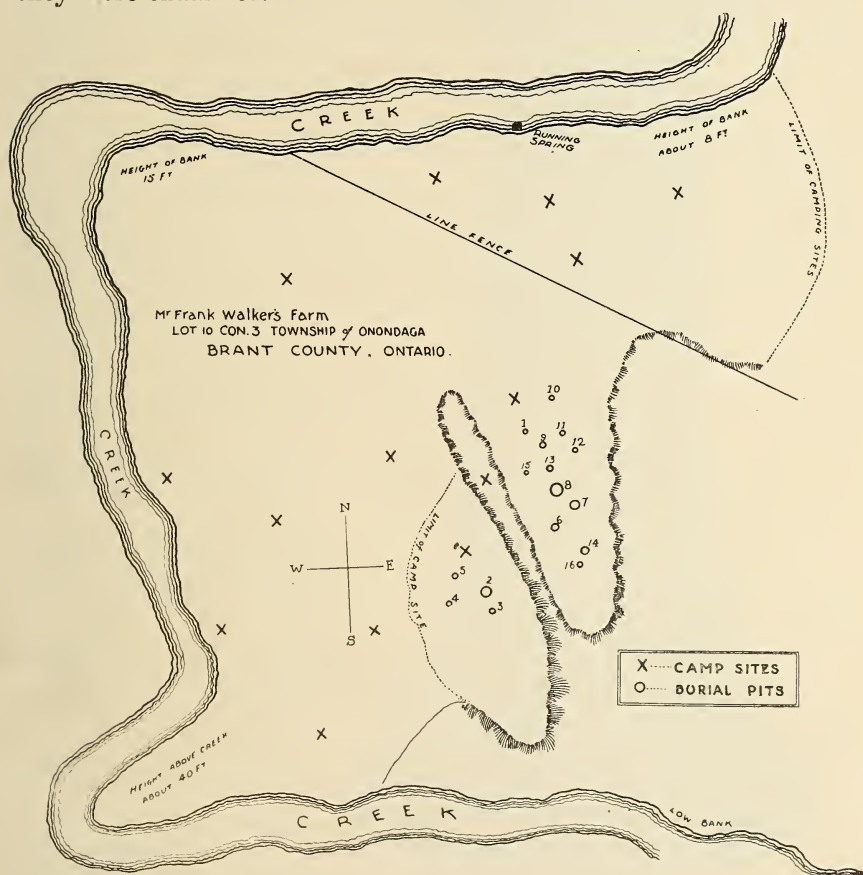 CREEK
RUNNING
SPRING
HEIGHT OF BANK
ABOUT 8 FT
HEIGHT OF BANK
15 FT
LIMIT OF CAMPING SITES
LINE FENCE
Mr Frank Walker's Farm
LOT 10 CON. 3 TOWNSHIP of ONONDAGA
BRANT COUNTY, ONTARIO.
10
1
11
9
12
15
13
8
7
6
14
16
CREEK
N
W E
S
LIMIT OF CAMP SITE
5
2
4
3
X CAMP SITES
O BURIAL PITS
HEIGHT ABOVE CREEK
ABOUT 40 FT
CREEK
LOW BANK